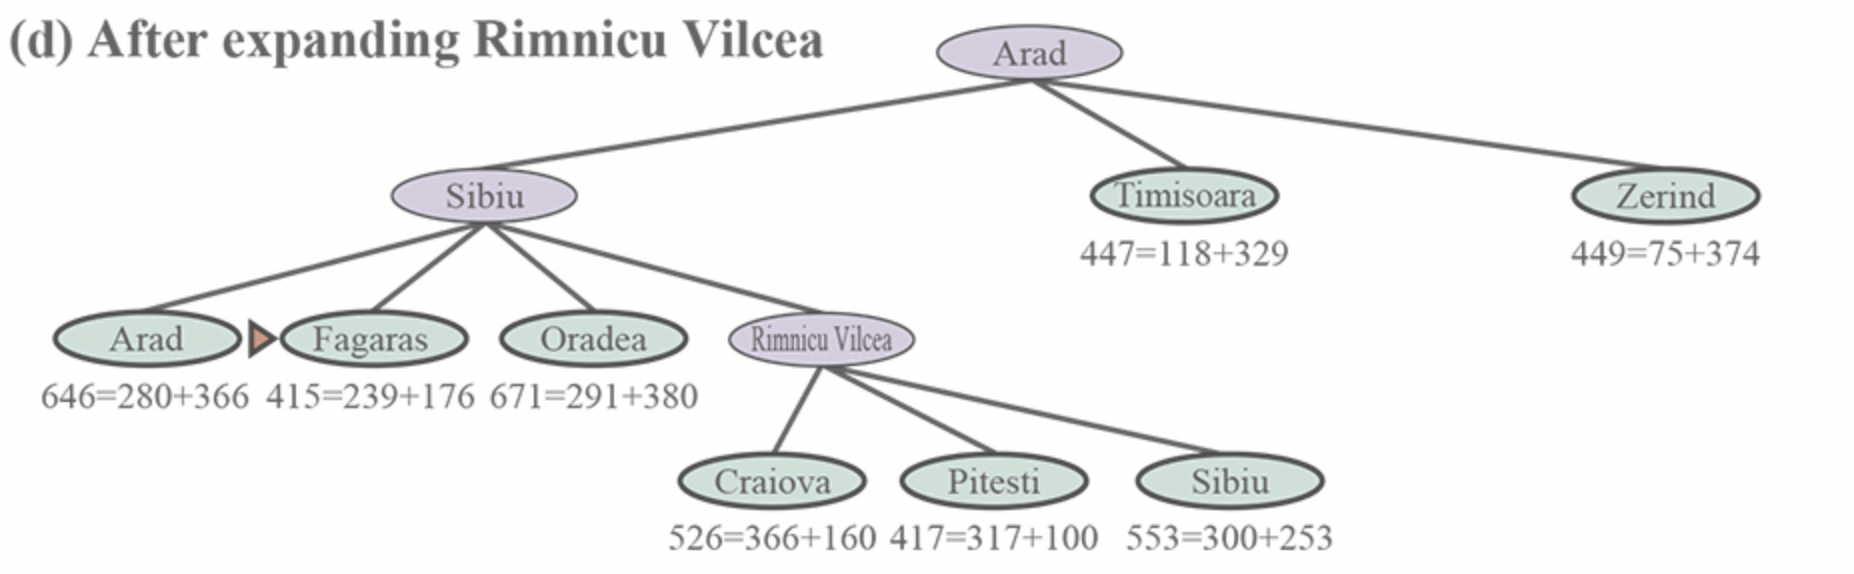 (d) After expanding Rimnicu Vilcea
Arad
Sibiu
Timisoara
Zerind
447=118+329
449=75+374
Arad
Fagaras
Oradea
Rimnicu Vilcea
646=280+366
415=239+176
671=291+380
Craiova
Pitesti
Sibiu
526=366+160
417=317+100
553=300+253